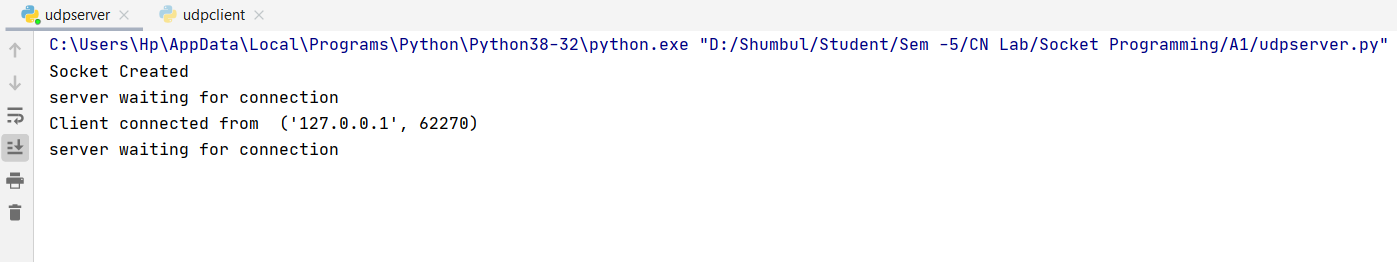 udpserver × udpclient ×
C:\Users\Hp\AppData\Local\Programs\Python\Python38-32\python.exe "D:/Shumbul/Student/Sem -5/CN Lab/Socket Programming/A1/udpserver.py"
Socket Created
server waiting for connection
Client connected from  ('127.0.0.1', 62270)
server waiting for connection